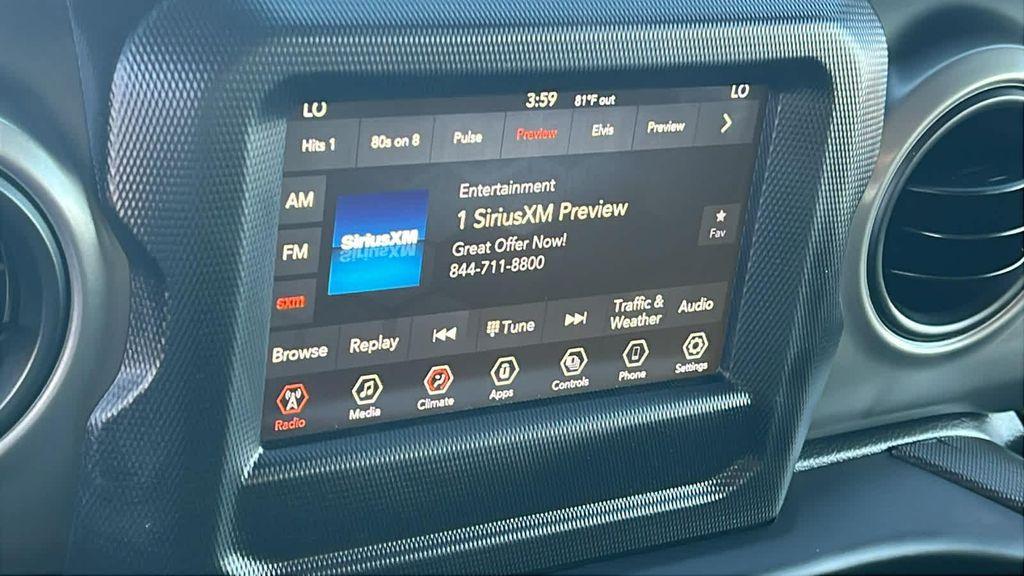 LO 3:59 81°F out LO
Hits 1 80s on 8 Pulse Preview Elvis Preview
AM
FM
sxm
SiriusXM
Entertainment
1 SiriusXM Preview
Great Offer Now!
844-711-8800
Fav
Browse Replay Tune Traffic & Weather Audio
Radio Media Climate Apps Controls Phone Settings